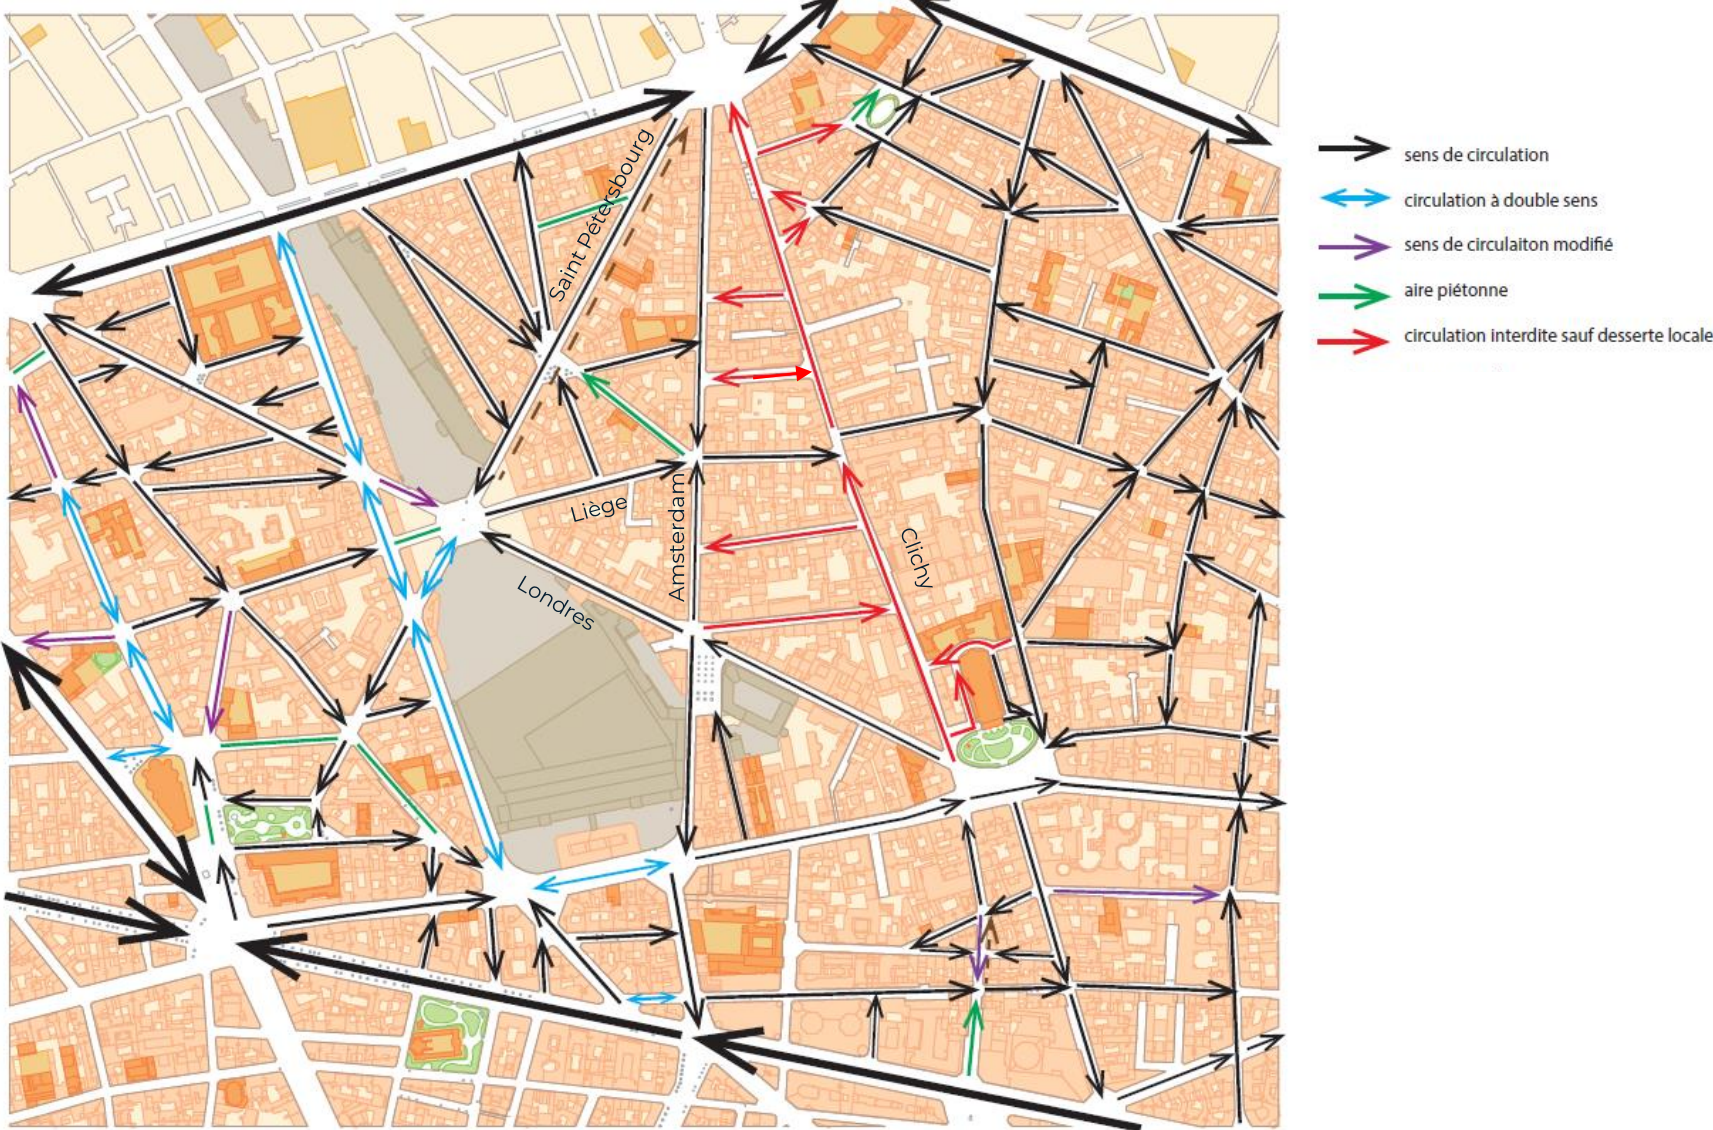 Saint Pétersbourg
Liège
Amsterdam
Londres
Clichy
sens de circulation
circulation à double sens
sens de circulaiton modifié
aire piétonne
circulation interdite sauf desserte locale